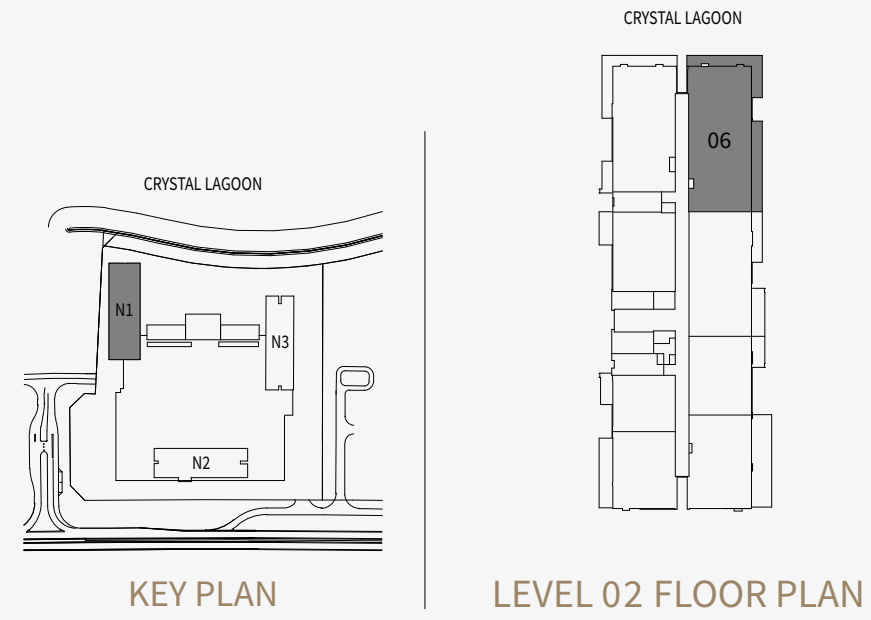 CRYSTAL LAGOON
N1
N3
N2
KEY PLAN
CRYSTAL LAGOON
06
LEVEL 02 FLOOR PLAN